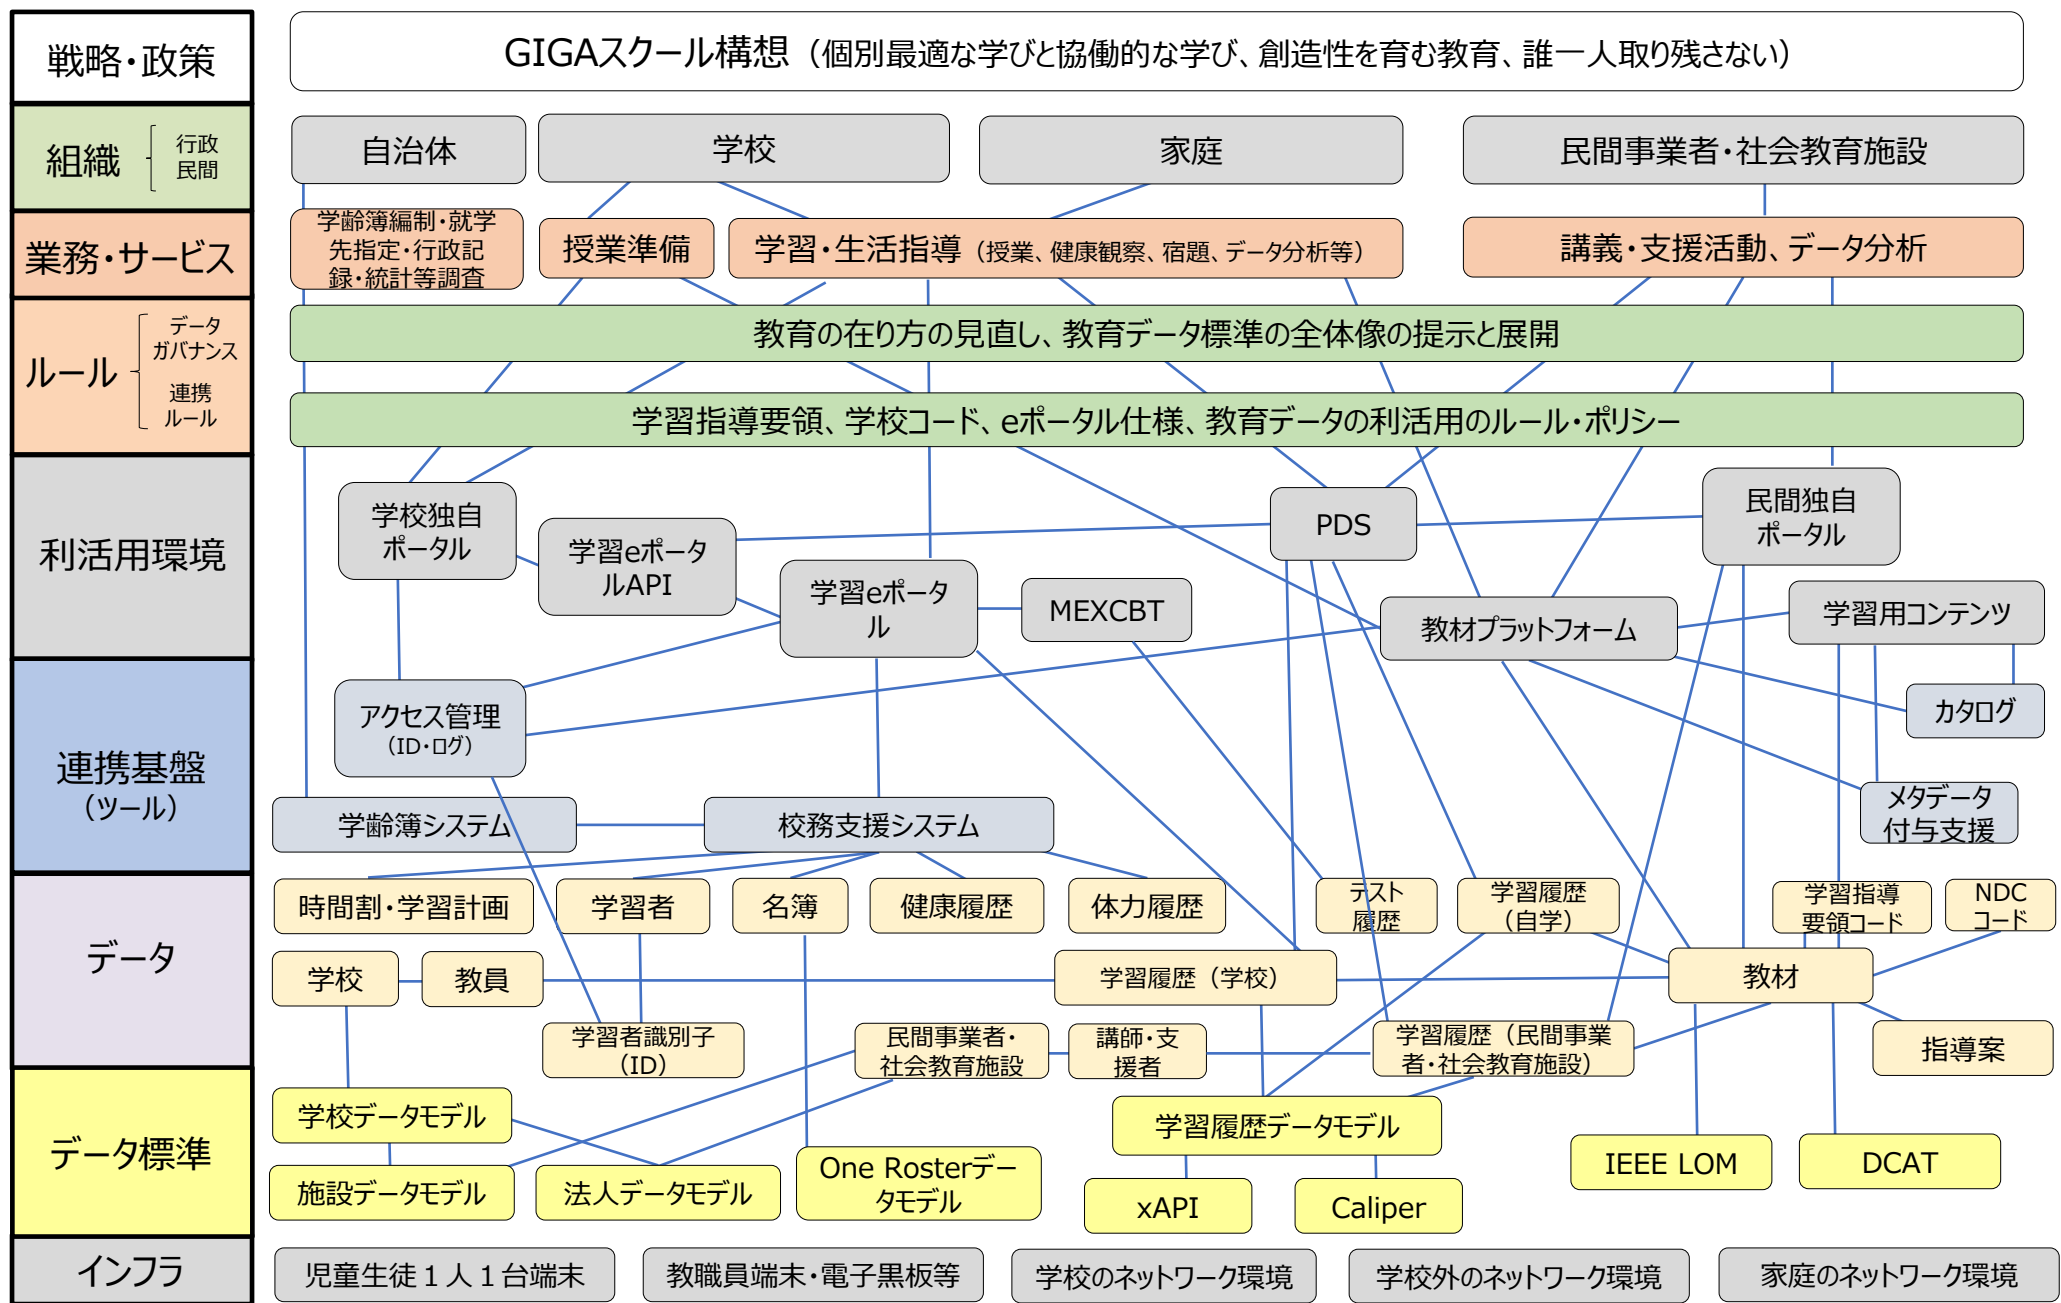 戦略・政策
GIGAスクール構想（個別最適な学びと協働的な学び、創造性を育む教育、誰一人取り残さない）
組織
行政
民間
自治体
学校
家庭
民間事業者・社会教育施設
業務・サービス
学齢簿編制・就学
先指定・行政記
録・統計等調査
授業準備
学習・生活指導（授業、健康観察、宿題、データ分析等）
講義・支援活動、データ分析
ルール
データ
ガバナンス
連携
ルール
教育の在り方の見直し、教育データ標準の全体像の提示と展開
学習指導要領、学校コード、eポータル仕様、教育データの利活用のルール・ポリシー
利活用環境
学校独自
ポータル
学習eポータ
ルAPI
学習eポータ
ル
MEXCBT
PDS
教材プラットフォーム
民間独自
ポータル
学習用コンテンツ
連携基盤
（ツール）
アクセス管理
（ID・ログ）
カタログ
メタデータ
付与支援
学齢簿システム
校務支援システム
データ
時間割・学習計画
学習者
名簿
健康履歴
体力履歴
テスト
履歴
学習履歴
（自学）
学習指導
要領コード
NDC
コード
学校
教員
学習履歴（学校）
教材
学習者識別子
（ID）
民間事業者・
社会教育施設
講師・支
援者
学習履歴（民間事業
者・社会教育施設）
指導案
データ標準
学校データモデル
学習履歴データモデル
施設データモデル
法人データモデル
One Rosterデー
タモデル
xAPI
Caliper
IEEE LOM
DCAT
インフラ
児童生徒１人１台端末
教職員端末・電子黒板等
学校のネットワーク環境
学校外のネットワーク環境
家庭のネットワーク環境